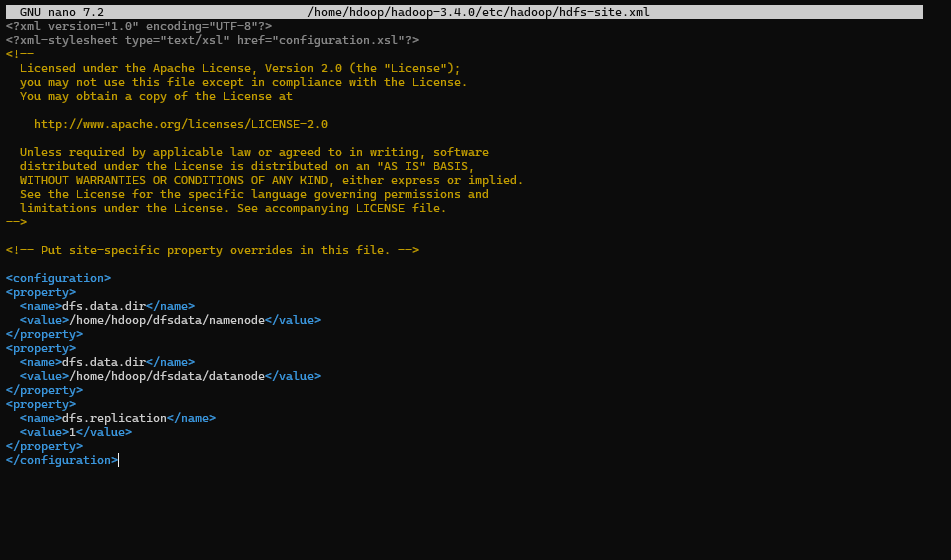 GNU nano 7.2 /home/hdoop/hadoop-3.4.0/etc/hadoop/hdfs-site.xml
<?xml version="1.0" encoding="UTF-8"?>
<?xml-stylesheet type="text/xsl" href="configuration.xsl"?>
<!--
  Licensed under the Apache License, Version 2.0 (the "License");
  you may not use this file except in compliance with the License.
  You may obtain a copy of the License at

    http://www.apache.org/licenses/LICENSE-2.0

  Unless required by applicable law or agreed to in writing, software
  distributed under the License is distributed on an "AS IS" BASIS,
  WITHOUT WARRANTIES OR CONDITIONS OF ANY KIND, either express or implied.
  See the License for the specific language governing permissions and
  limitations under the License. See accompanying LICENSE file.
-->

<!-- Put site-specific property overrides in this file. -->

<configuration>
<property>
  <name>dfs.data.dir</name>
  <value>/home/hdoop/dfsdata/namenode</value>
</property>
<property>
  <name>dfs.data.dir</name>
  <value>/home/hdoop/dfsdata/datanode</value>
</property>
<property>
  <name>dfs.replication</name>
  <value>1</value>
</property>
</configuration>